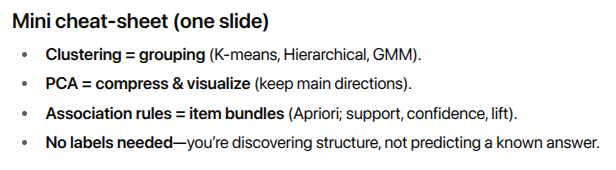 Mini cheat-sheet (one slide)
• Clustering = grouping (K-means, Hierarchical, GMM).
• PCA = compress & visualize (keep main directions).
• Association rules = item bundles (Apriori; support, confidence, lift).
• No labels needed—you’re discovering structure, not predicting a known answer.